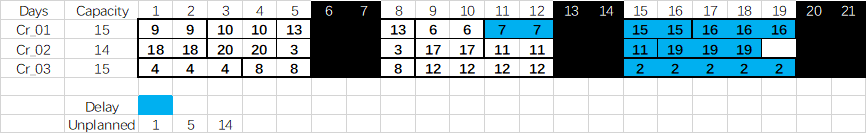 Days Capacity 1 2 3 4 5 6 7 8 9 10 11 12 13 14 15 16 17 18 19 20 21
Cr_01 15 9 9 10 10 13 13 6 6 7 7 15 15 16 16 16
Cr_02 14 18 18 20 20 3 3 17 17 11 11 11 19 19 19
Cr_03 15 4 4 4 8 8 8 12 12 12 12 2 2 2 2 2
Delay
Unplanned 1 5 14